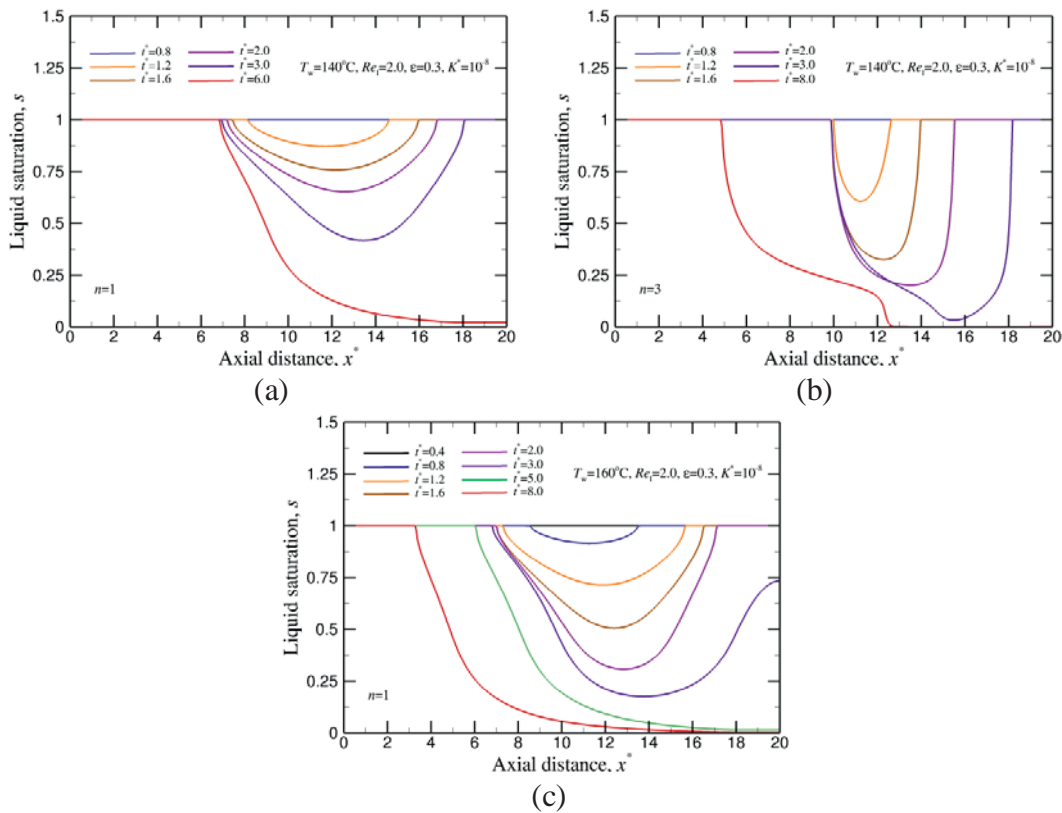 1.5
1.25
1
0.75
0.5
0.25
0
Liquid saturation, s
t*=0.8 t*=2.0
t*=1.2 t*=3.0
t*=1.6 t*=6.0
T_w=140°C, Re_l=2.0, ε=0.3, K*=10^-8
n=1
0 2 4 6 8 10 12 14 16 18 20
Axial distance, x*
(a)
1.5
1.25
1
0.75
0.5
0.25
0
Liquid saturation, s
t*=0.8 t*=2.0
t*=1.2 t*=3.0
t*=1.6 t*=8.0
T_w=140°C, Re_l=2.0, ε=0.3, K*=10^-8
n=3
0 2 4 6 8 10 12 14 16 18 20
Axial distance, x*
(b)
1.5
1.25
1
0.75
0.5
0.25
0
Liquid saturation, s
t*=0.4 t*=2.0
t*=0.8 t*=3.0
t*=1.2 t*=5.0
t*=1.6 t*=8.0
T_w=160°C, Re_l=2.0, ε=0.3, K*=10^-8
n=1
0 2 4 6 8 10 12 14 16 18 20
Axial distance, x*
(c)